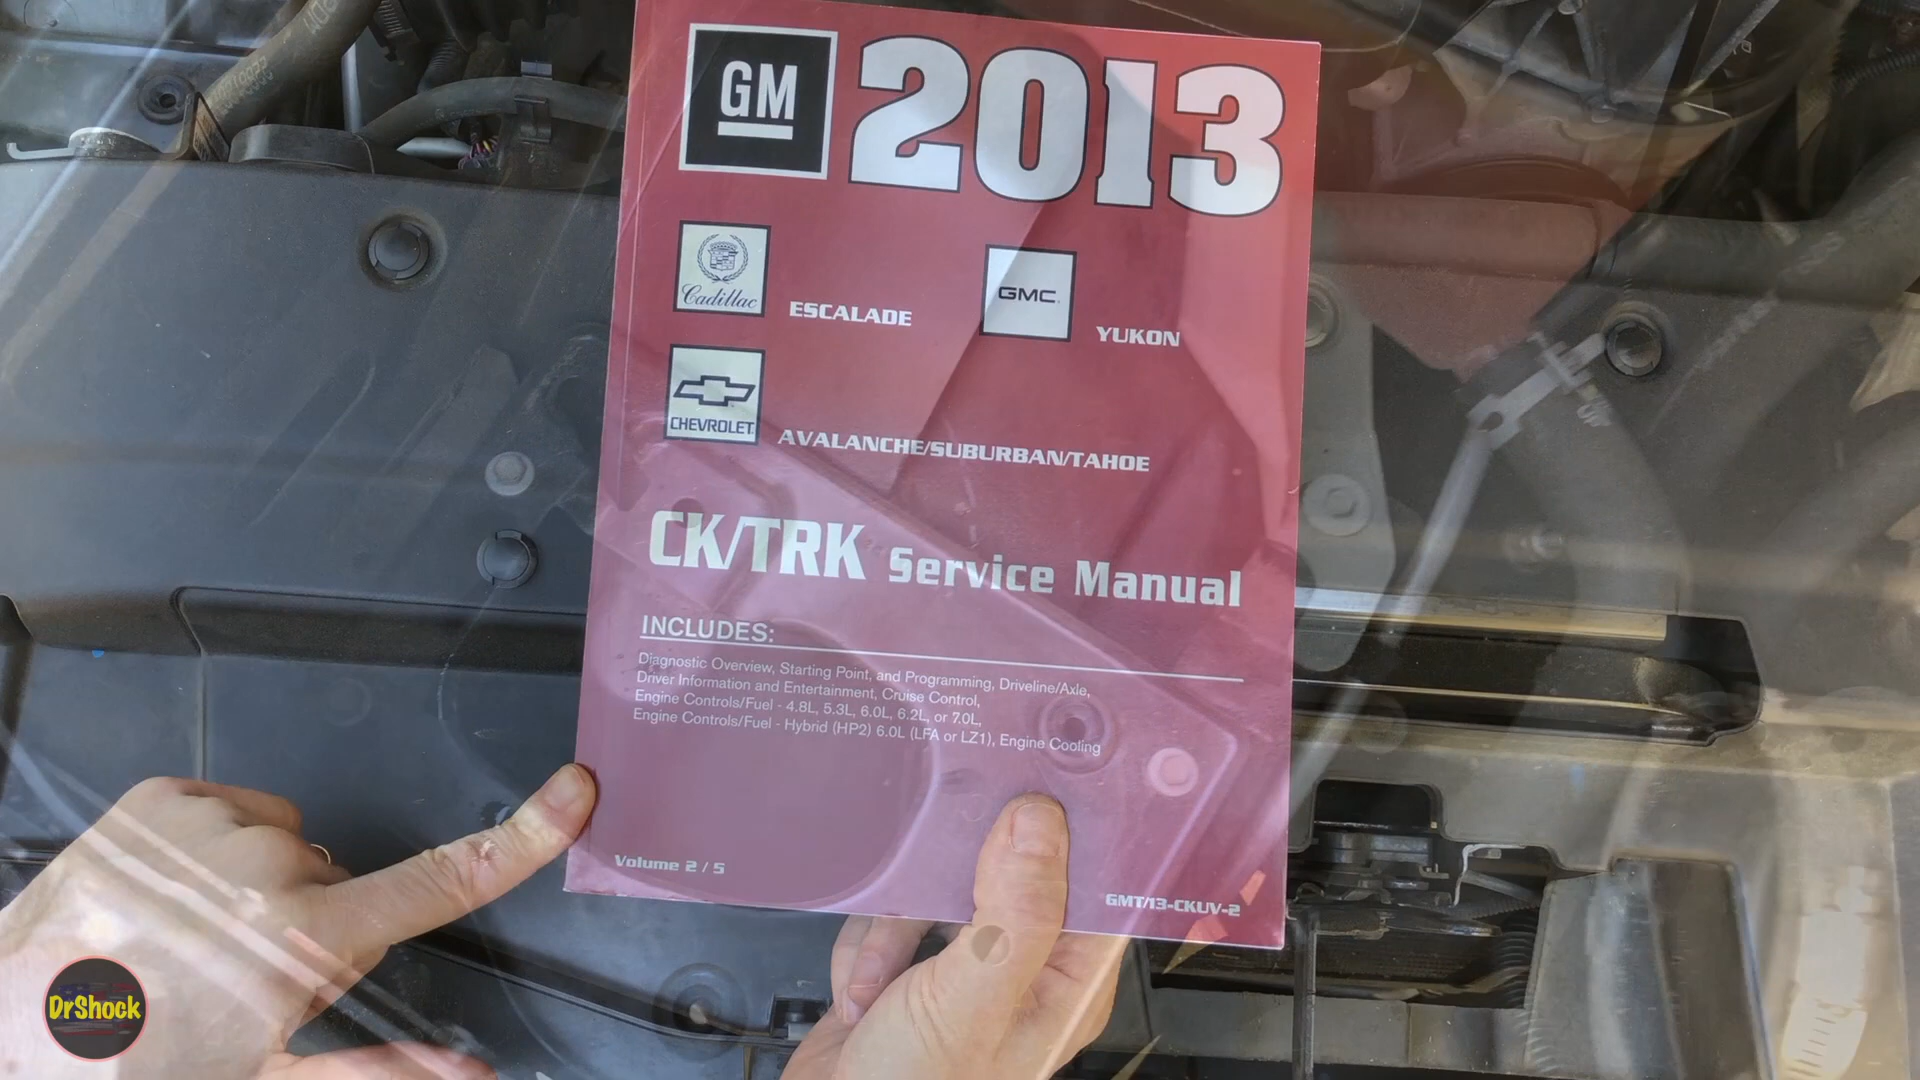 GM 2013
Cadillac ESCALADE
GMC YUKON
CHEVROLET AVALANCHE/SUBURBAN/TAHOE
CK/TRK Service Manual
INCLUDES:
Diagnostic Overview, Starting Point, and Programming, Driveline/Axle,
Driver Information and Entertainment, Cruise Control,
Engine Controls/Fuel - 4.8L, 5.3L, 6.0L, 6.2L, or 7.0L,
Engine Controls/Fuel - Hybrid (HP2) 6.0L (LFA or LZ1), Engine Cooling
Volume 2 / 5
GMT/13-CKUV-2
DrShock